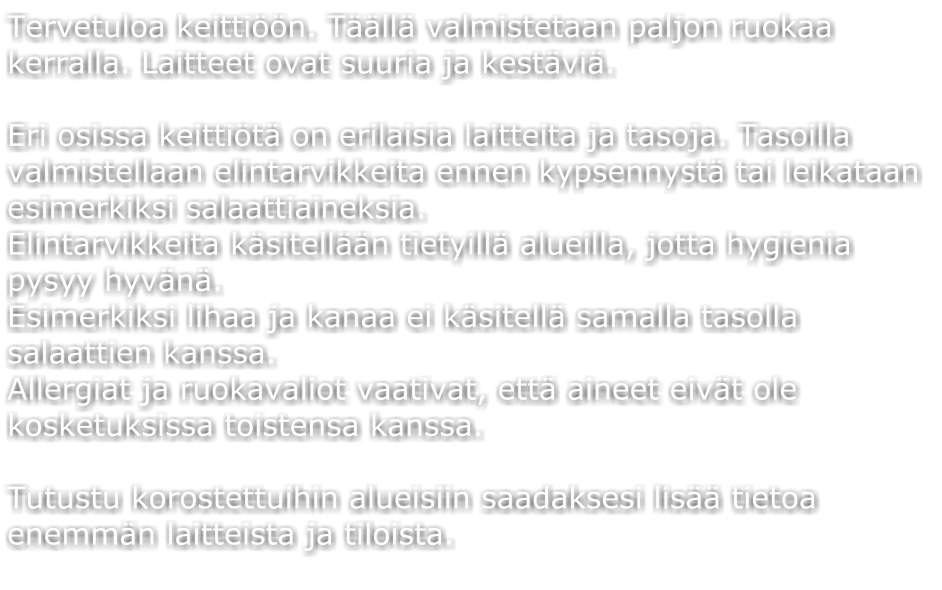 Tervetuloa keittiöön. Täällä valmistetaan paljon ruokaa
kerralla. Laitteet ovat suuria ja kestäviä.

Eri osissa keittiötä on erilaisia laitteita ja tasoja. Tasoilla
valmistellaan elintarvikkeita ennen kypsennystä tai leikataan
esimerkiksi salaattiaineksia.
Elintarvikkeita käsitellään tietyillä alueilla, jotta hygienia
pysyy hyvänä.
Esimerkiksi lihaa ja kanaa ei käsitellä samalla tasolla
salaattien kanssa.
Allergiat ja ruokavaliot vaativat, että aineet eivät ole
kosketuksissa toistensa kanssa.

Tutustu korostettuihin alueisiin saadaksesi lisää tietoa
enemmän laitteista ja tiloista.